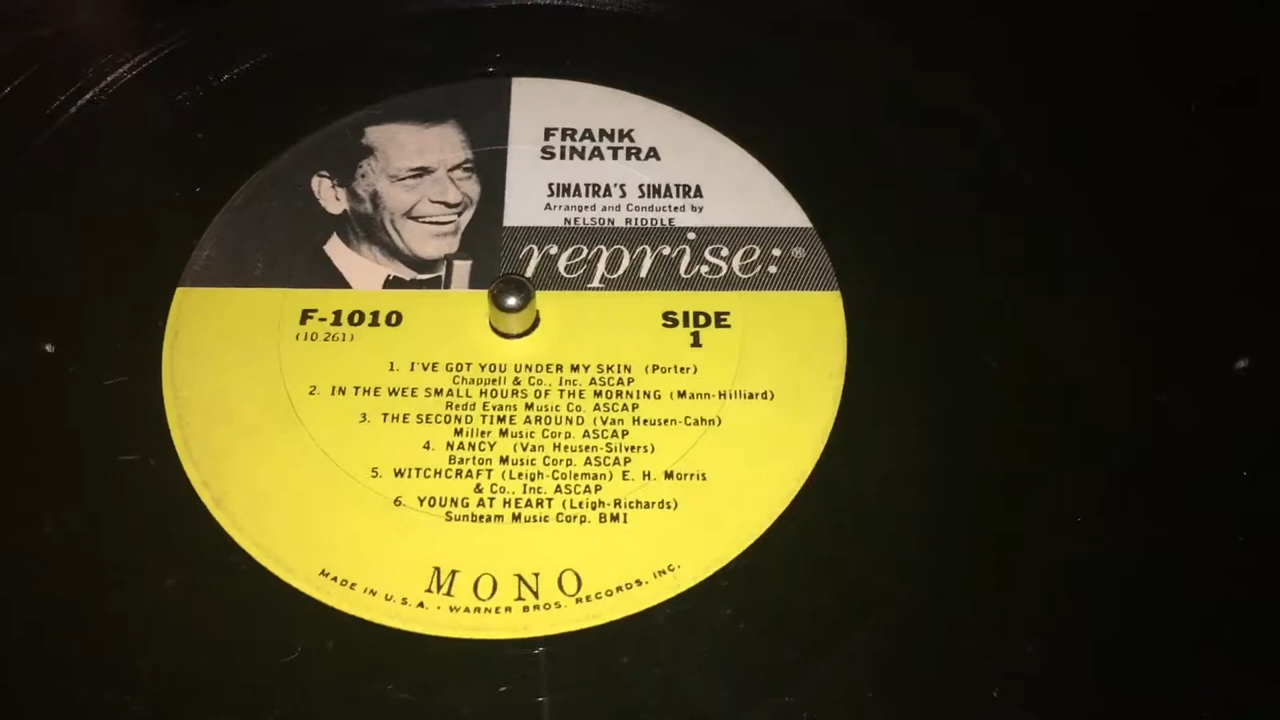 FRANK
SINATRA
SINATRA'S SINATRA
Arranged and Conducted by
NELSON RIDDLE
reprise:®
F-1010
(10.261)
SIDE
1
1. I'VE GOT YOU UNDER MY SKIN (Porter)
Chappell & Co., Inc. ASCAP
2. IN THE WEE SMALL HOURS OF THE MORNING (Mann-Hilliard)
Redd Evans Music Co. ASCAP
3. THE SECOND TIME AROUND (Van Heusen-Cahn)
Miller Music Corp. ASCAP
4. NANCY (Van Heusen-Silvers)
Barton Music Corp. ASCAP
5. WITCHCRAFT (Leigh-Coleman) E. H. Morris
& Co., Inc. ASCAP
6. YOUNG AT HEART (Leigh-Richards)
Sunbeam Music Corp. BMI
MONO
MADE IN U.S.A. • WARNER BROS. RECORDS, INC.